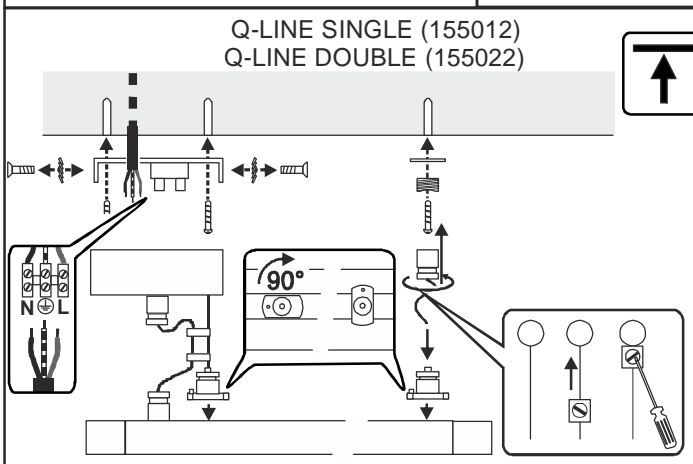 Q-LINE SINGLE (155012)
Q-LINE DOUBLE (155022)
90°
N L